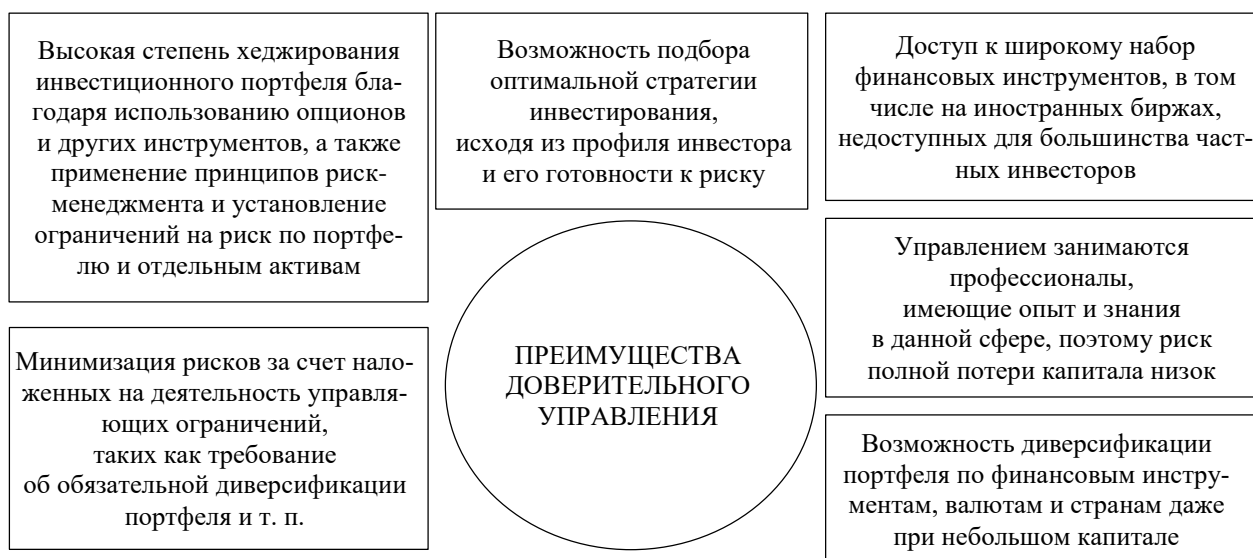 Высокая степень хеджирования
инвестиционного портфеля бла-
годаря использованию опционов
и других инструментов, а также
применение принципов риск-
менеджмента и установление
ограничений на риск по портфе-
лю и отдельным активам
Возможность подбора
оптимальной стратегии
инвестирования,
исходя из профиля инвестора
и его готовности к риску
Доступ к широкому набор
финансовых инструментов, в том
числе на иностранных биржах,
недоступных для большинства част-
ных инвесторов
Управлением занимаются
профессионалы,
имеющие опыт и знания
в данной сфере, поэтому риск
полной потери капитала низок
Минимизация рисков за счет нало-
женных на деятельность управля-
ющих ограничений,
таких как требование
об обязательной диверсификации
портфеля и т. п.
ПРЕИМУЩЕСТВА
ДОВЕРИТЕЛЬНОГО
УПРАВЛЕНИЯ
Возможность диверсификации
портфеля по финансовым инстру-
ментам, валютам и странам даже
при небольшом капитале